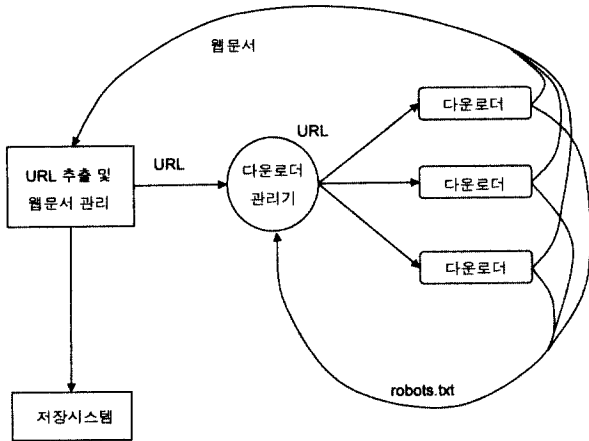 웹문서
다운로더
URL
URL 추출 및
웹문서 관리
URL
다운로더
관리기
다운로더
다운로더
robots.txt
저장시스템